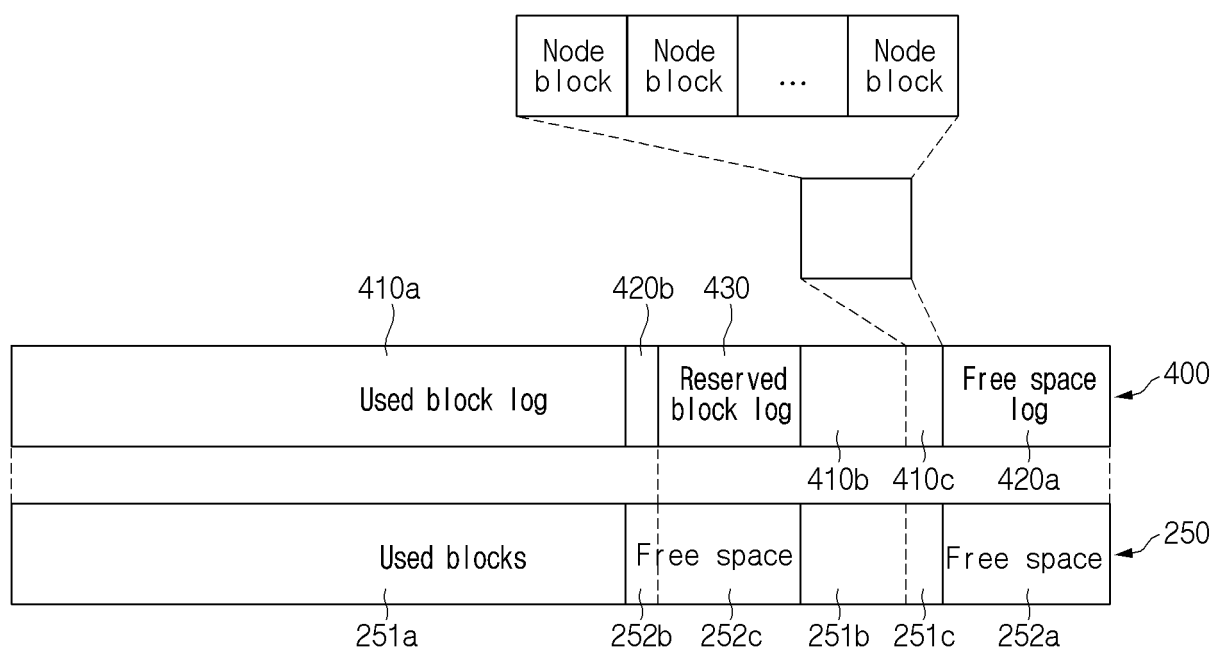 Node
block
Node
block
...
Node
block
410a
420b
430
Used block log
Reserved
block log
Free space
log
400
410b
410c
420a
Used blocks
Free space
Free space
250
251a
252b
252c
251b
251c
252a